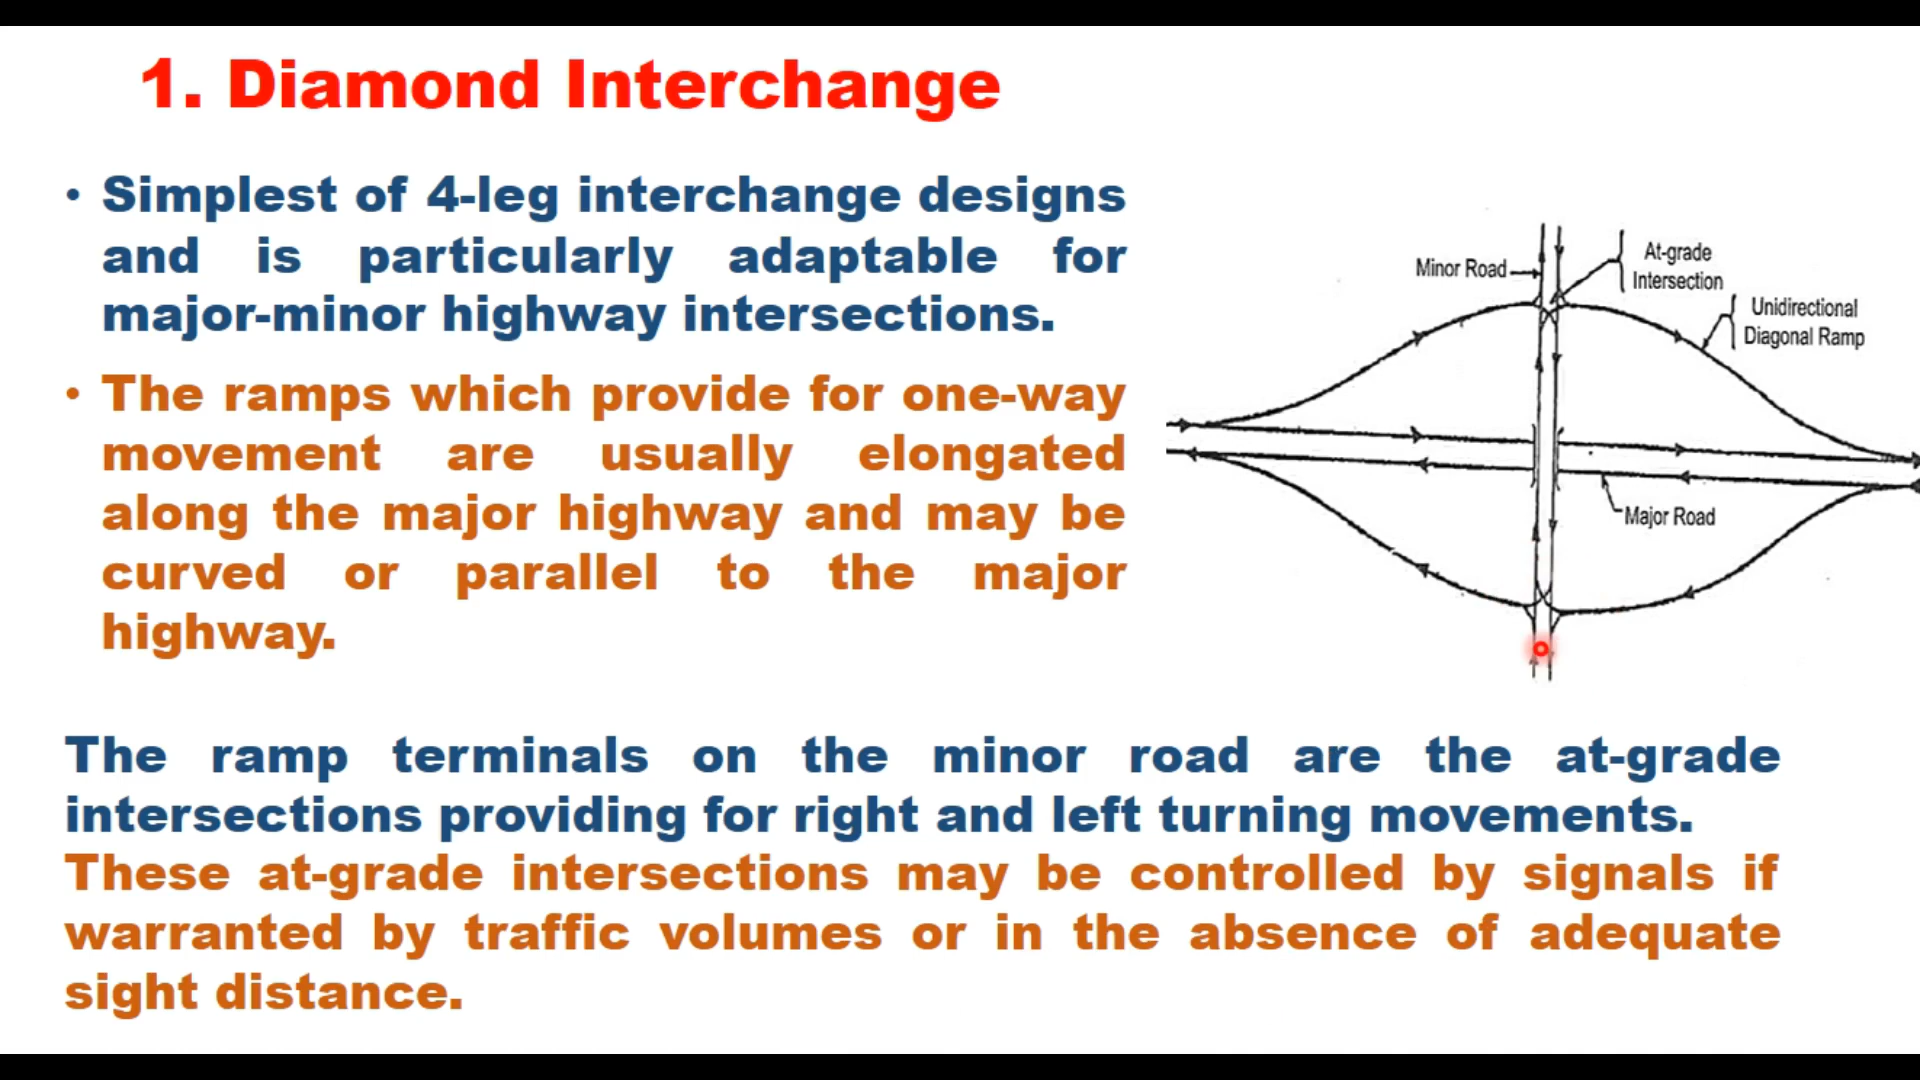 1. Diamond Interchange
• Simplest of 4-leg interchange designs
and is particularly adaptable for
major-minor highway intersections.
• The ramps which provide for one-way
movement are usually elongated
along the major highway and may be
curved or parallel to the major
highway.
Minor Road
At-grade
Intersection
Unidirectional
Diagonal Ramp
Major Road
The ramp terminals on the minor road are the at-grade
intersections providing for right and left turning movements.
These at-grade intersections may be controlled by signals if
warranted by traffic volumes or in the absence of adequate
sight distance.